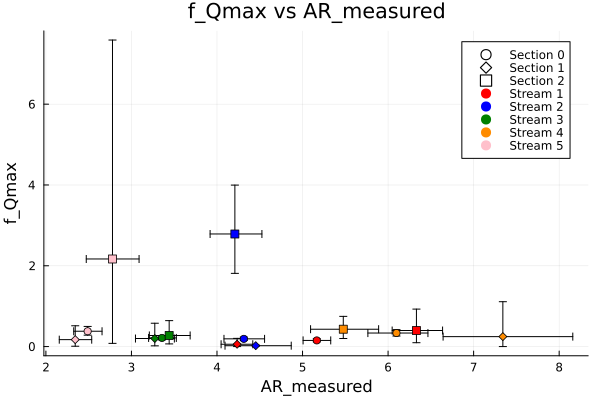 f_Qmax vs AR_measured
Section 0
Section 1
Section 2
Stream 1
Stream 2
Stream 3
Stream 4
Stream 5
f_Qmax
6
4
2
0
2 3 4 5 6 7 8
AR_measured